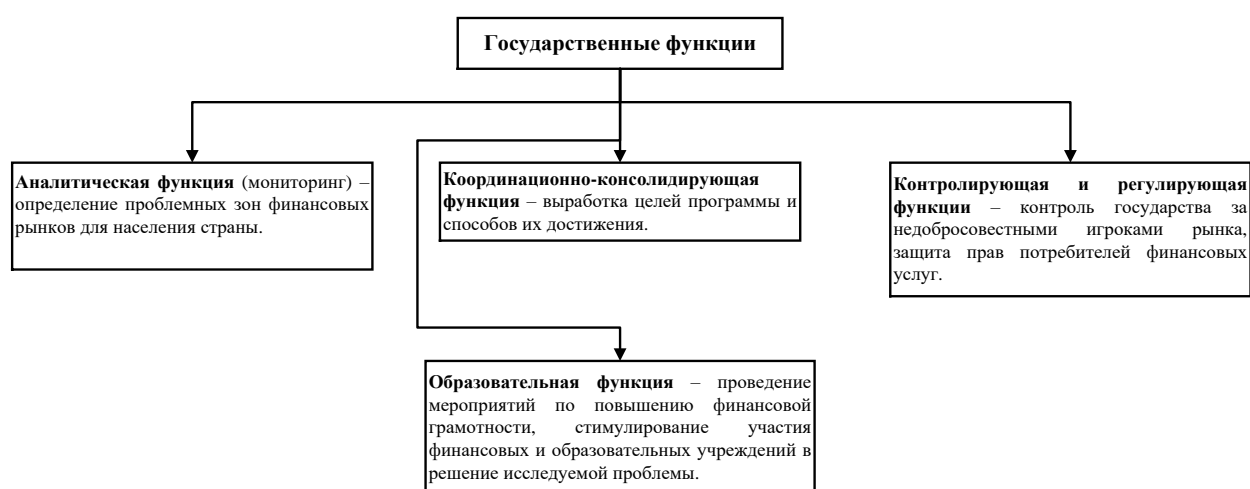 Государственные функции
Аналитическая функция (мониторинг) –
определение проблемных зон финансовых
рынков для населения страны.
Координационно-консолидирующая
функция – выработка целей программы и
способов их достижения.
Контролирующая и регулирующая
функции – контроль государства за
недобросовестными игроками рынка,
защита прав потребителей финансовых
услуг.
Образовательная функция – проведение
мероприятий по повышению финансовой
грамотности, стимулирование участия
финансовых и образовательных учреждений в
решение исследуемой проблемы.